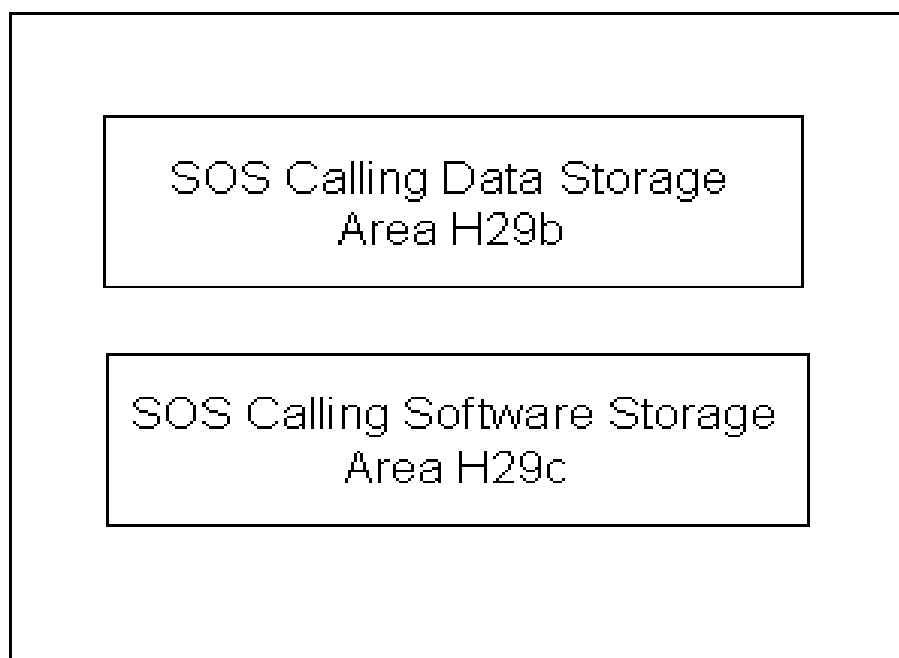 SOS Calling Data Storage
Area H29b
SOS Calling Software Storage
Area H29c